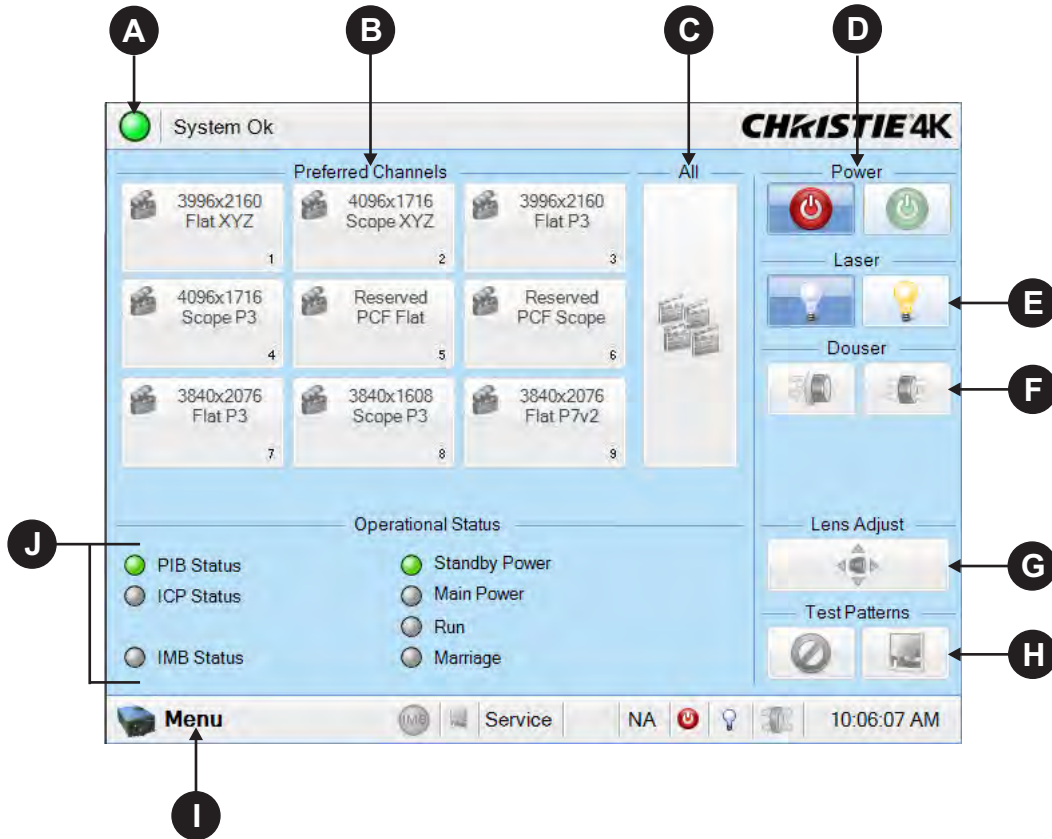 A
B
C
D
System Ok
CHRISTIE 4K
Preferred Channels
All
Power
3996x2160
Flat XYZ
1
4096x1716
Scope XYZ
2
3996x2160
Flat P3
3
Laser
E
4096x1716
Scope P3
4
Reserved
PCF Flat
5
Reserved
PCF Scope
6
Douser
F
3840x2076
Flat P3
7
3840x1608
Scope P3
8
3840x2076
Flat P7v2
9
Operational Status
Lens Adjust
J
PIB Status
Standby Power
G
ICP Status
Main Power
Run
Test Patterns
IMB Status
Marriage
H
Menu
IMB
Service
NA
10:06:07 AM
I